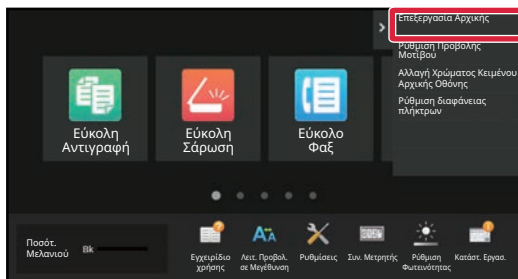 Επεξεργασία Αρχικής
Ρύθμιση Προβολής
Μοτίβου
Αλλαγή Χρώματος Κειμένου
Αρχικής Οθόνης
Ρύθμιση διαφάνειας
πλήκτρων
Εύκολη
Αντιγραφή
Εύκολη
Σάρωση
Εύκολο
Φαξ
Ποσότ.
Μελανιού
Bk
Εγχειρίδιο
χρήσης
Λειτ. Προβολ.
σε Μεγέθυνση
Ρυθμίσεις
Συν. Μετρητής
Ρύθμιση
Φωτεινότητας
Κατάστ. Εργασ.